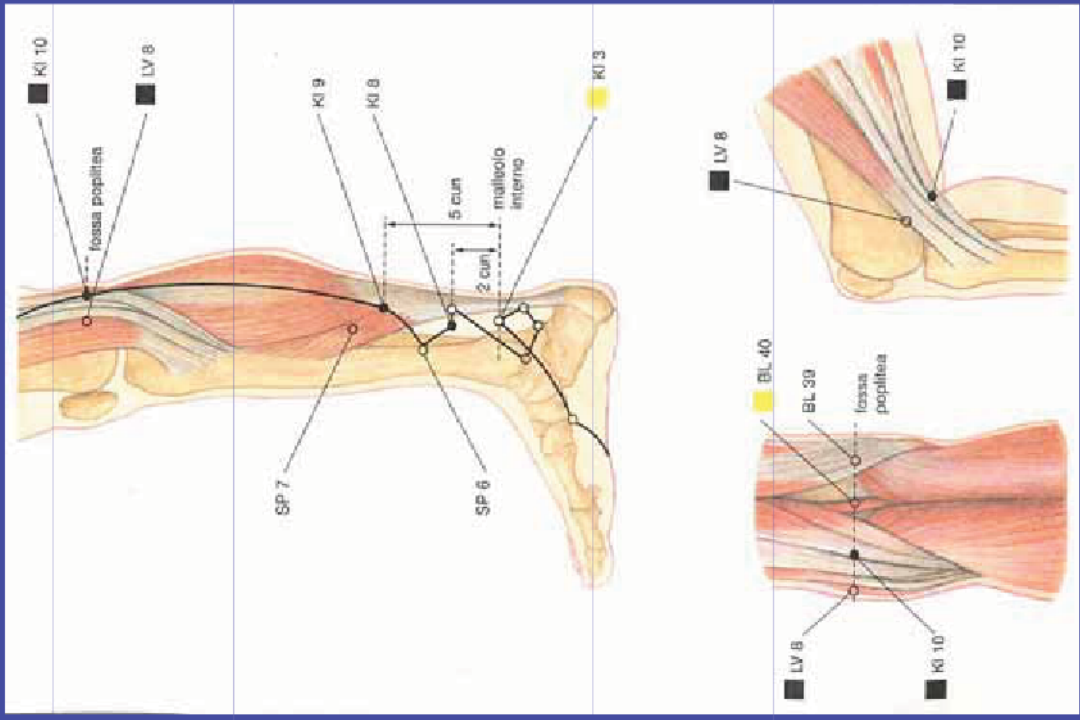 KI 10
LV 8
fossa poplitea
KI 9
KI 8
KI 3
5 cun
2 cun
malleolo
interno
SP 7
SP 6
LV 8
KI 10
BL 40
BL 39
fossa
poplitea
LV 8
KI 10